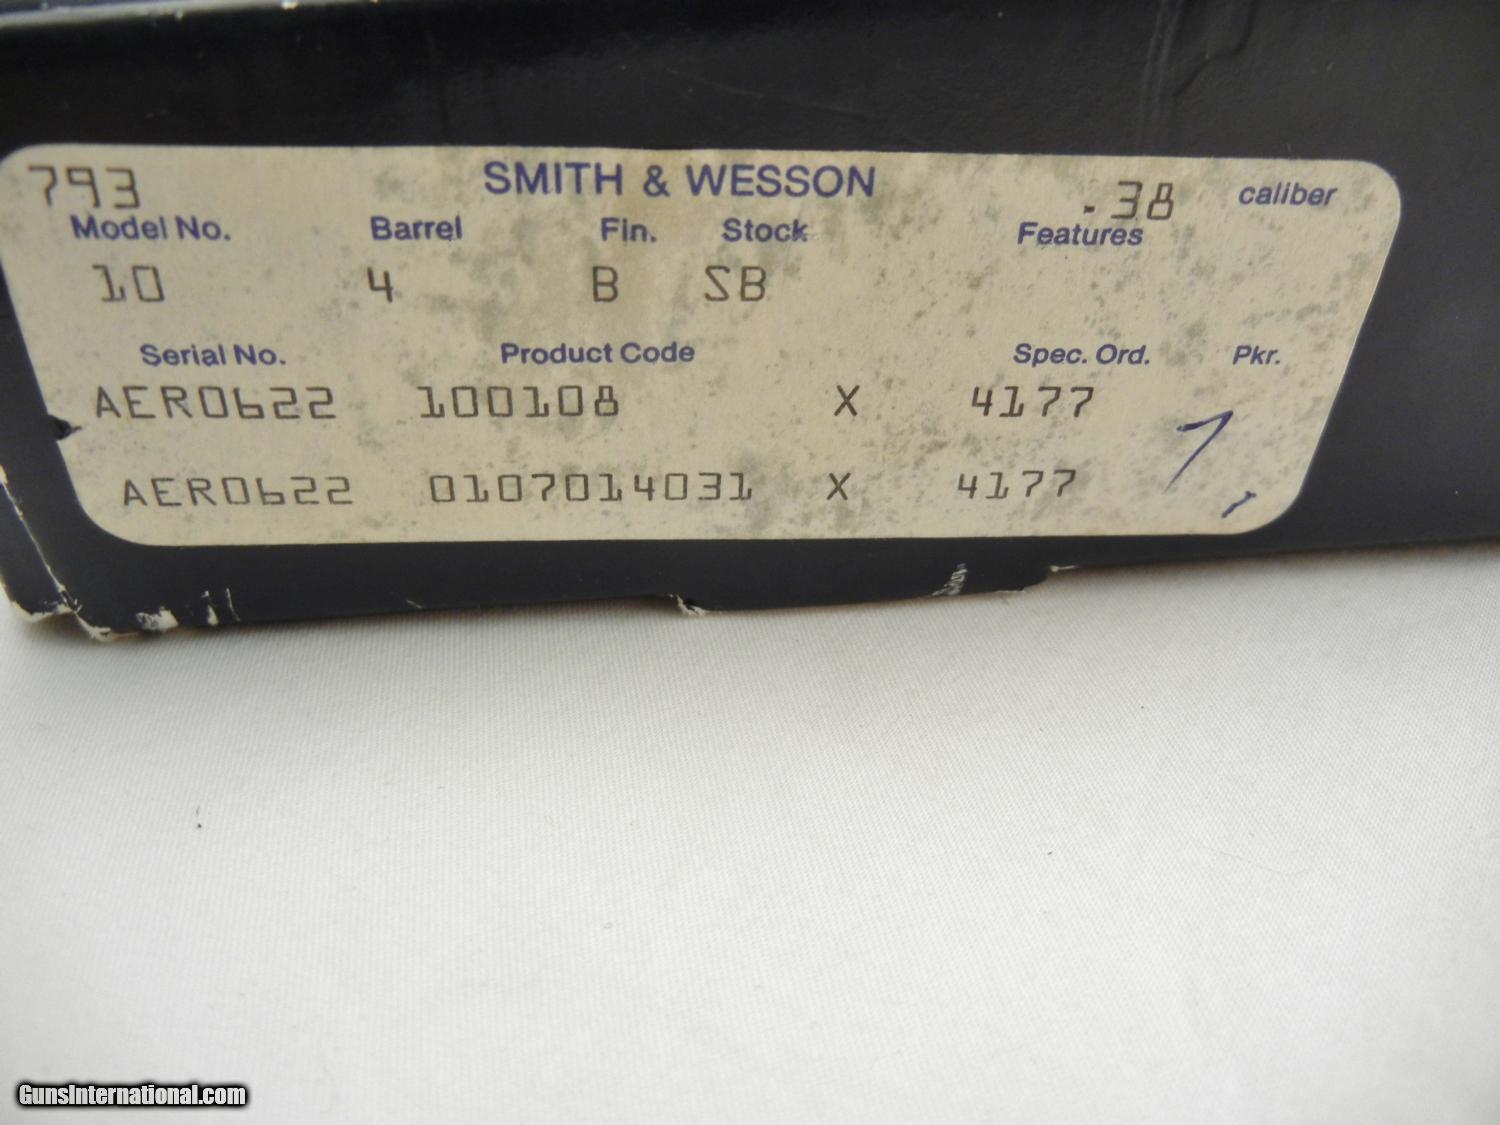 793 SMITH & WESSON .38 caliber
Model No. Barrel Fin. Stock Features
10 4 B SB
Serial No. Product Code Spec. Ord. Pkr.
AER0622 100108 X 4177
AER0622 0107014031 X 4177
GunsInternational.com